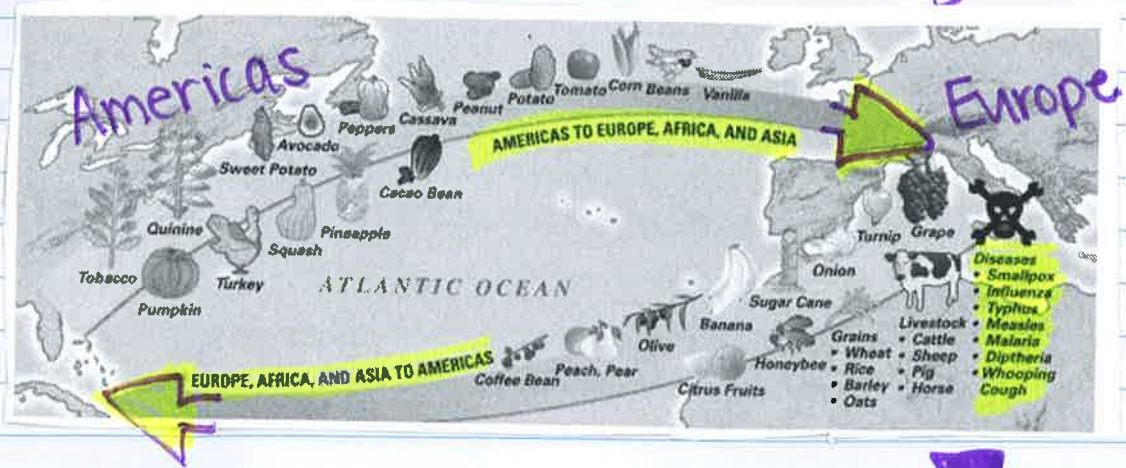 Americas
Europe
Sweet Potato
Avocado
Peppers
Cassava
Peanut
Potato
Tomato
Corn
Beans
Vanilla
AMERICAS TO EUROPE, AFRICA, AND ASIA
Tobacco
Quinine
Pumpkin
Turkey
Squash
Pineapple
Cacao Bean
ATLANTIC OCEAN
EUROPE, AFRICA, AND ASIA TO AMERICAS
Coffee Bean
Peach, Pear
Olive
Banana
Citrus Fruits
Sugar Cane
Honeybee
Onion
Turnip
Grape
Grains
• Wheat
• Rice
• Barley
• Oats
Livestock
• Cattle
• Sheep
• Pig
• Horse
Diseases
• Smallpox
• Influenza
• Typhus
• Measles
• Malaria
• Diptheria
• Whooping
Cough